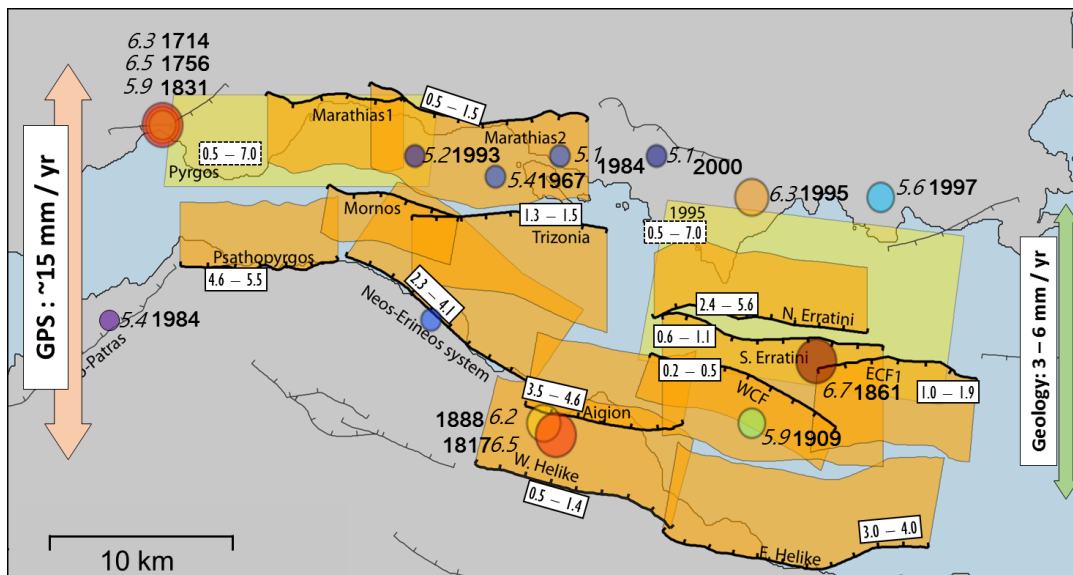 6.3 1714
6.5 1756
5.9 1831
GPS : ~15 mm / yr
0.5 – 1.5
Marathias1
Marathias2
0.5 – 7.0
Pyrgos
5.2 1993
5.4 1967
5.1 1984
5.1 2000
6.3 1995
5.6 1997
Mornos
1.3 – 1.5
Trizonia
1995
0.5 – 7.0
Psathopyrgos
4.6 – 5.5
2.3 – 4.1
Neos-Erineos system
5.4 1984
-Patras
2.4 – 5.6
N. Erratini
0.6 – 1.1
S. Erratini
0.2 – 0.5
WCF
ECF1
6.7 1861
1.0 – 1.9
Geology: 3 – 6 mm / yr
3.5 – 4.6
Aigion
1888 6.2
1817 6.5
5.9 1909
W. Helike
0.5 – 1.4
3.0 – 4.0
E. Helike
10 km